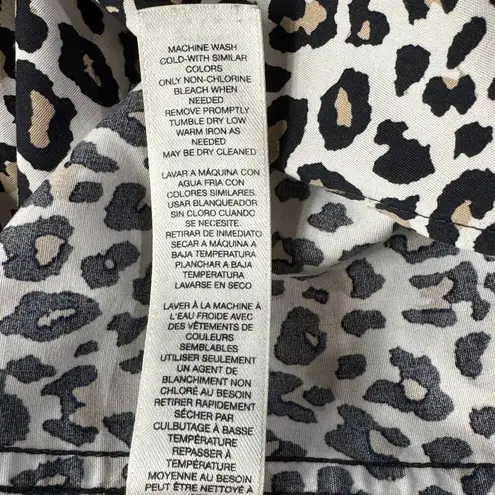 MACHINE WASH
COLD-WITH SIMILAR
COLORS
ONLY NON-CHLORINE
BLEACH WHEN
NEEDED
REMOVE PROMPTLY
TUMBLE DRY LOW
WARM IRON AS
NEEDED
MAY BE DRY CLEANED
LAVAR A MÁQUINA CON
AGUA FRIA CON
COLORES SIMILARES.
USAR BLANQUEADOR
SIN CLORO CUANDO
SE NECESITE.
RETIRAR DE INMEDIATO
SECAR A MÁQUINA A
BAJA TEMPERATURA
PLANCHAR A BAJA
TEMPERATURA
LAVARSE EN SECO
LAVER À LA MACHINE À
L'EAU FROIDE AVEC
DES VÊTEMENTS DE
COULEURS
SEMBLABLES
UTILISER SEULEMENT
UN AGENT DE
BLANCHIMENT NON
CHLORÉ AU BESOIN
RETIRER RAPIDEMENT
SÉCHER PAR
CULBUTAGE À BASSE
TEMPÉRATURE
REPASSER À
TEMPÉRATURE
MOYENNE AU BESOIN
PEUT ÊTRE NETTOYÉ À